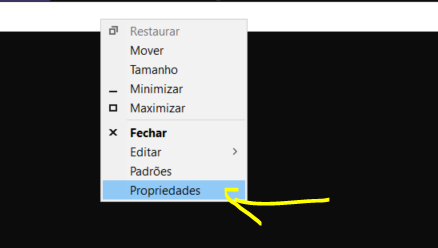 Restaurar
Mover
Tamanho
Minimizar
Maximizar
Fechar
Editar
Padrões
Propriedades